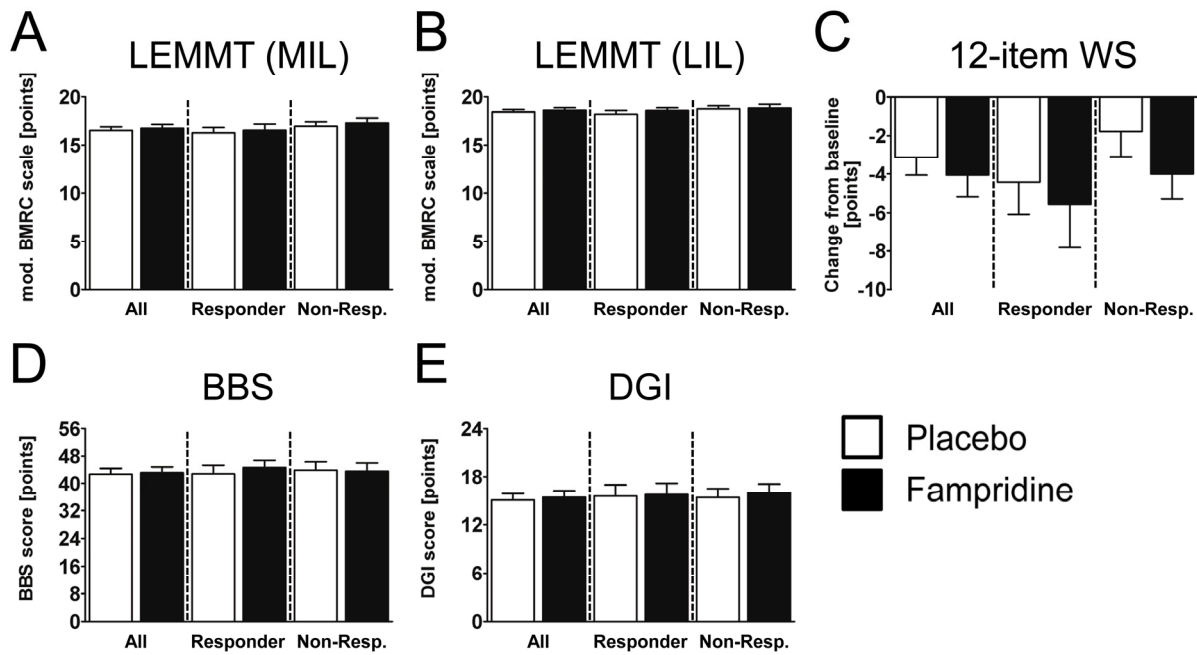 A
LEMMT (MIL)
mod. BMRC scale [points]
20
15
10
5
0
All
Responder
Non-Resp.
B
LEMMT (LIL)
mod. BMRC scale [points]
20
15
10
5
0
All
Responder
Non-Resp.
C
12-item WS
Change from baseline
[points]
0
-2
-4
-6
-8
-10
All
Responder
Non-Resp.
D
BBS
BBS score [points]
56
48
40
32
24
16
8
0
All
Responder
Non-Resp.
E
DGI
DGI score [points]
24
18
12
6
0
All
Responder
Non-Resp.
Placebo
Fampridine